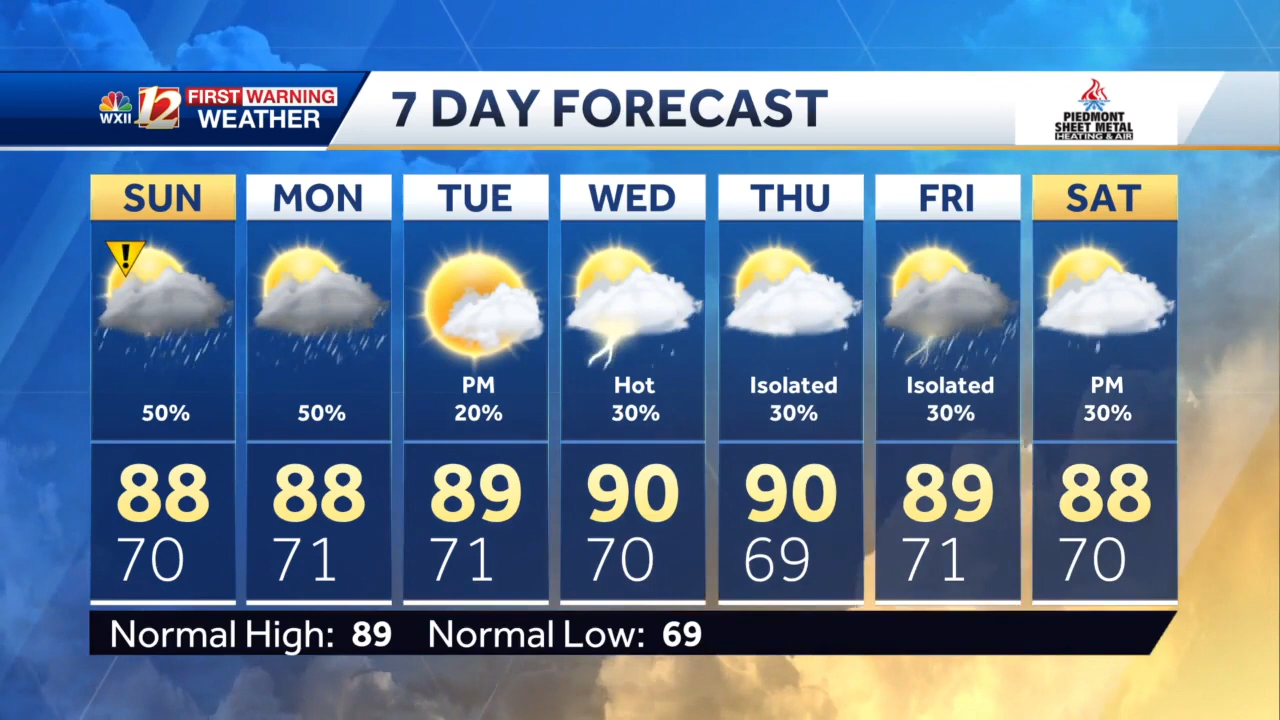 WXII 12 FIRST WARNING
WEATHER
7 DAY FORECAST
PIEDMONT
SHEET METAL
HEATING & AIR
SUN MON TUE WED THU FRI SAT
!
PM Hot Isolated Isolated PM
50% 50% 20% 30% 30% 30% 30%
88 88 89 90 90 89 88
70 71 71 70 69 71 70
Normal High: 89 Normal Low: 69